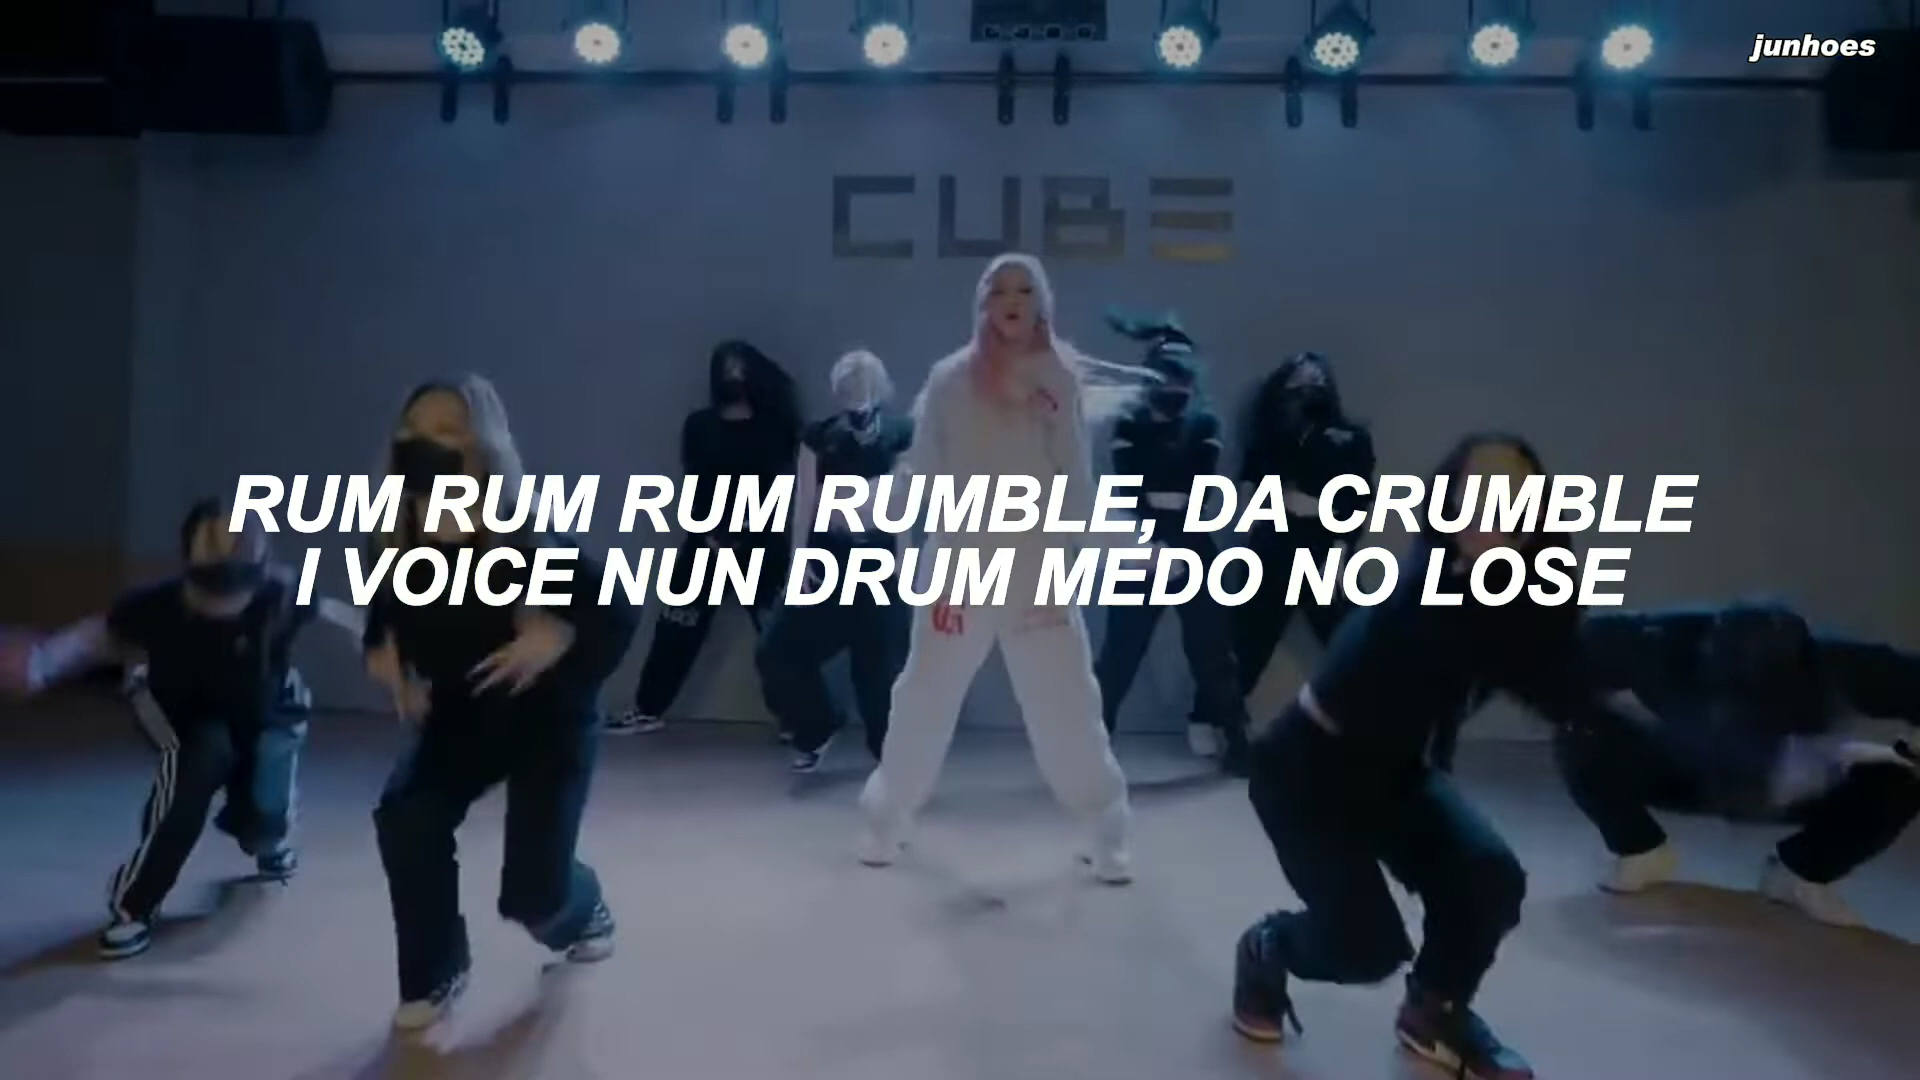 junhoes
CUBE
RUM RUM RUM RUMBLE, DA CRUMBLE
I VOICE NUN DRUM MEDO NO LOSE